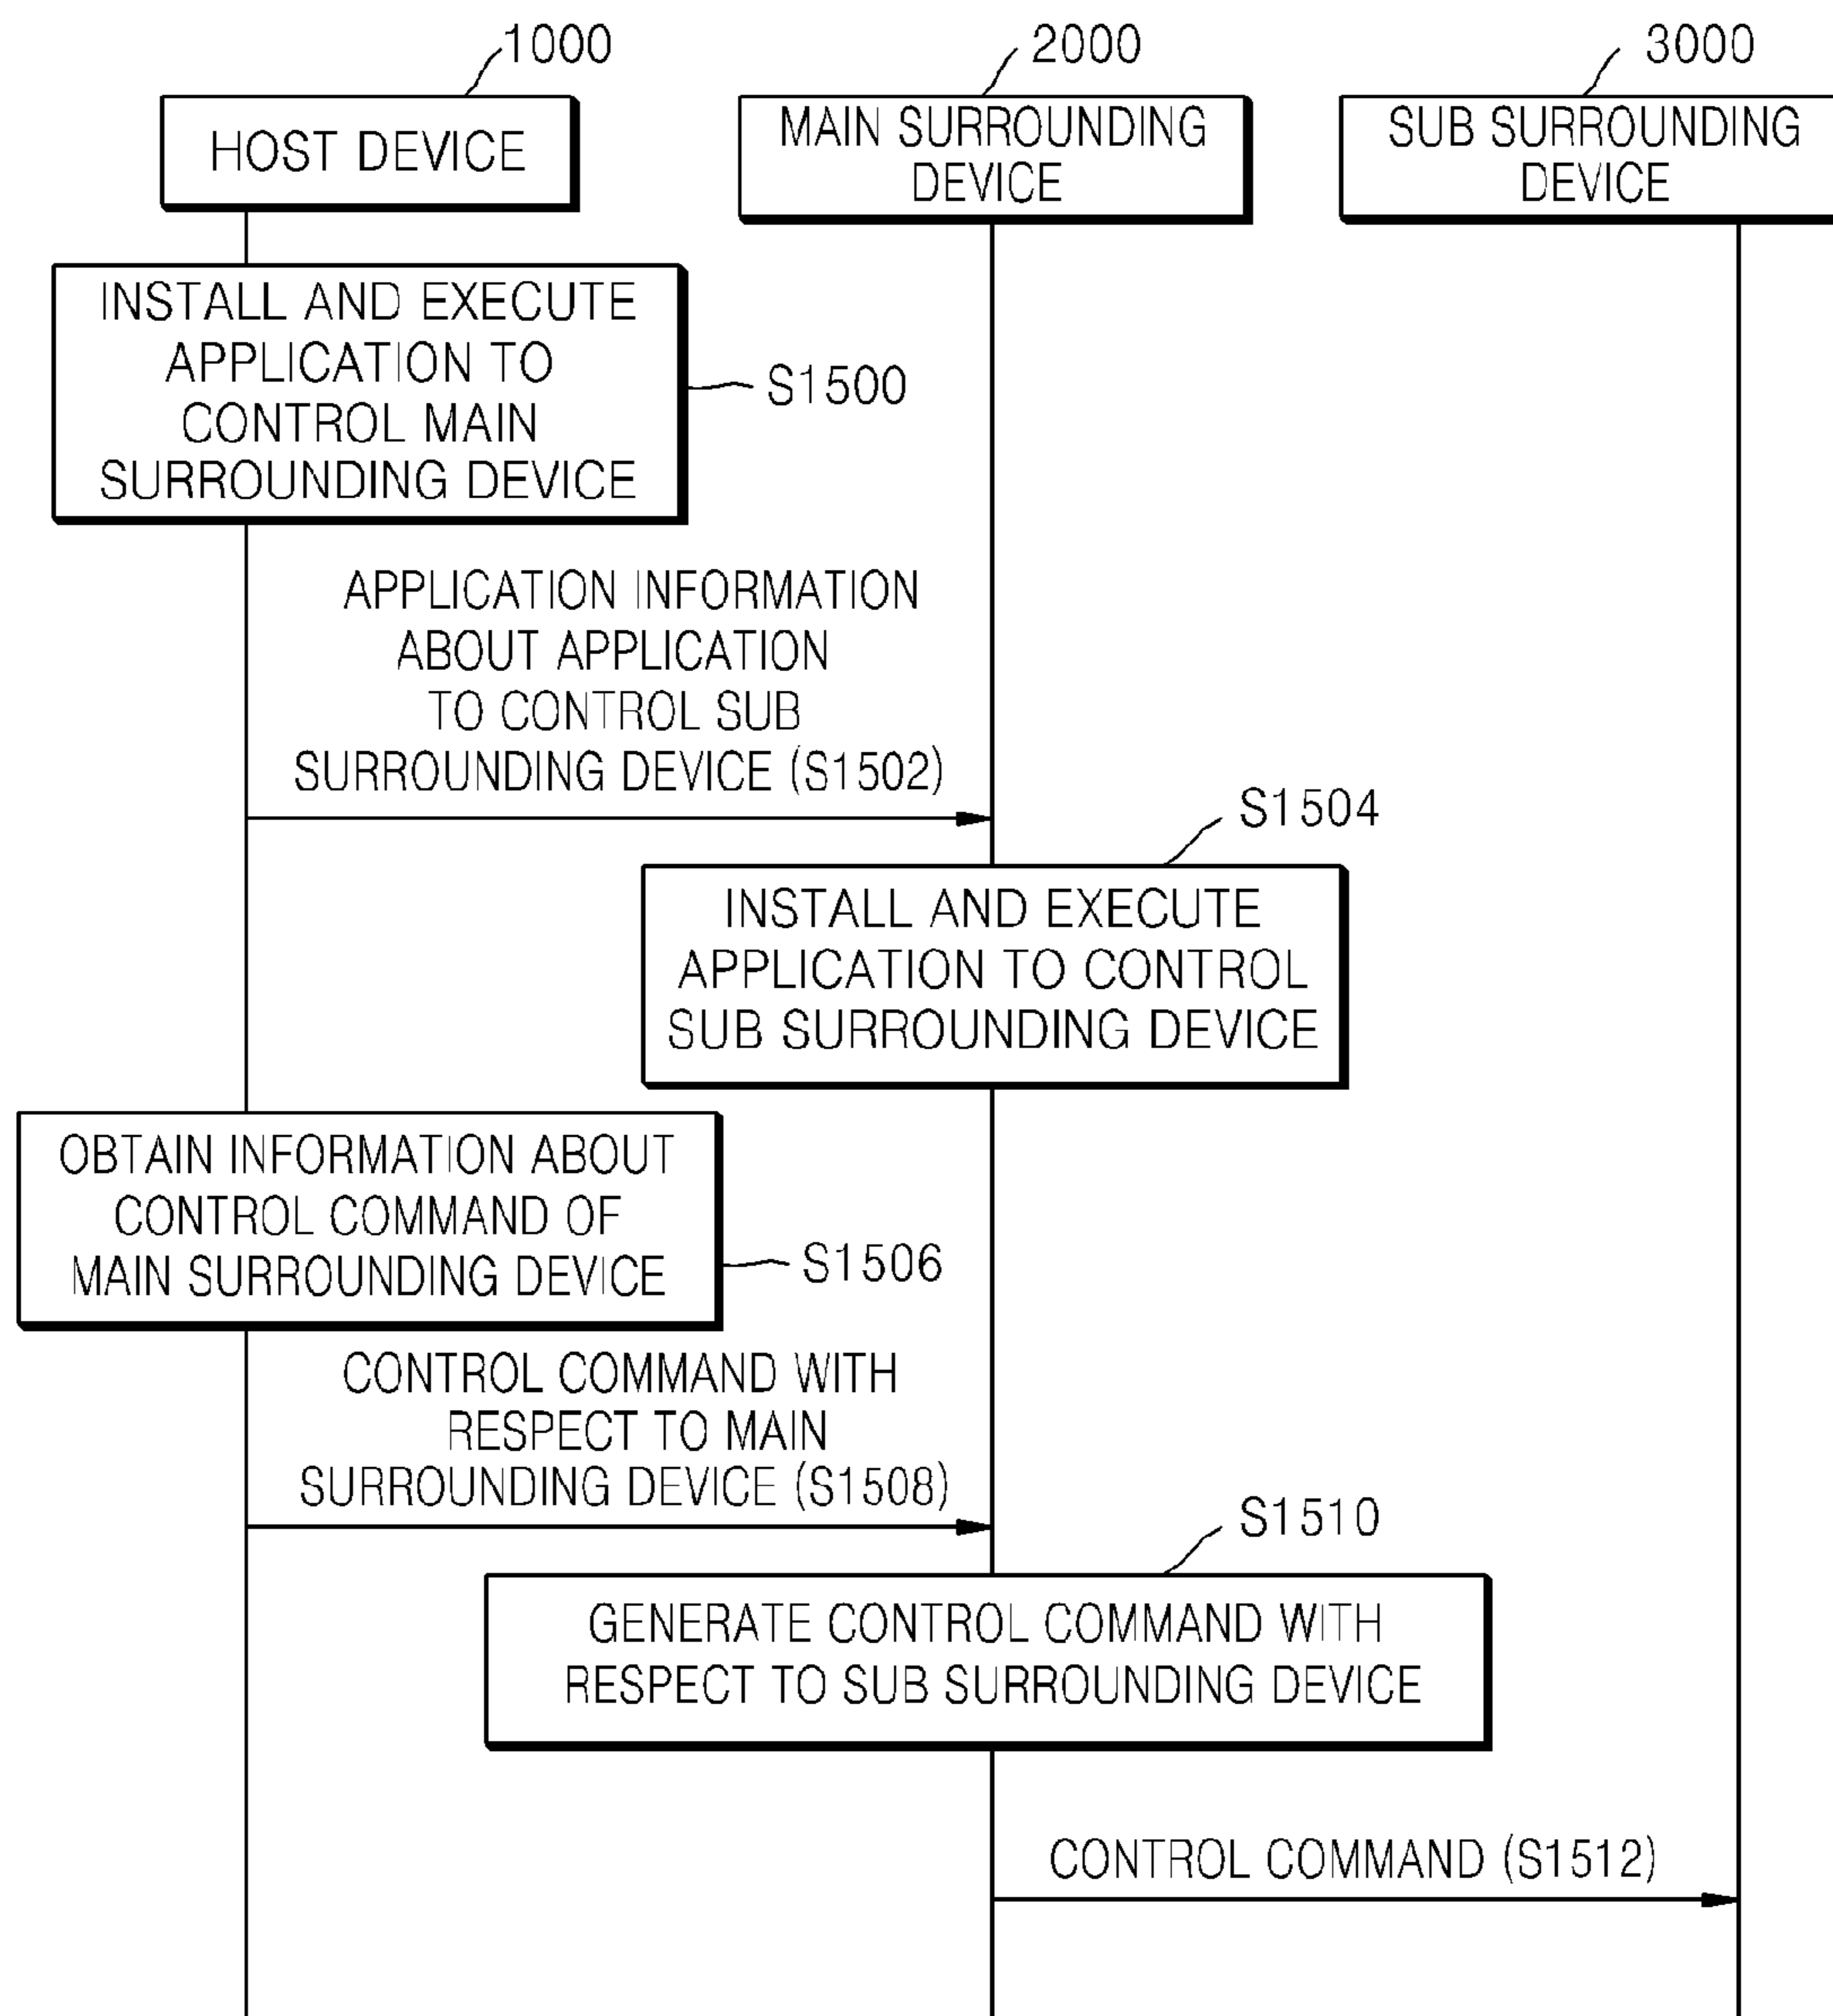 1000
2000
3000
HOST DEVICE
MAIN SURROUNDING
DEVICE
SUB SURROUNDING
DEVICE
INSTALL AND EXECUTE
APPLICATION TO
CONTROL MAIN
SURROUNDING DEVICE
S1500
APPLICATION INFORMATION
ABOUT APPLICATION
TO CONTROL SUB
SURROUNDING DEVICE (S1502)
S1504
INSTALL AND EXECUTE
APPLICATION TO CONTROL
SUB SURROUNDING DEVICE
OBTAIN INFORMATION ABOUT
CONTROL COMMAND OF
MAIN SURROUNDING DEVICE
S1506
CONTROL COMMAND WITH
RESPECT TO MAIN
SURROUNDING DEVICE (S1508)
S1510
GENERATE CONTROL COMMAND WITH
RESPECT TO SUB SURROUNDING DEVICE
CONTROL COMMAND (S1512)